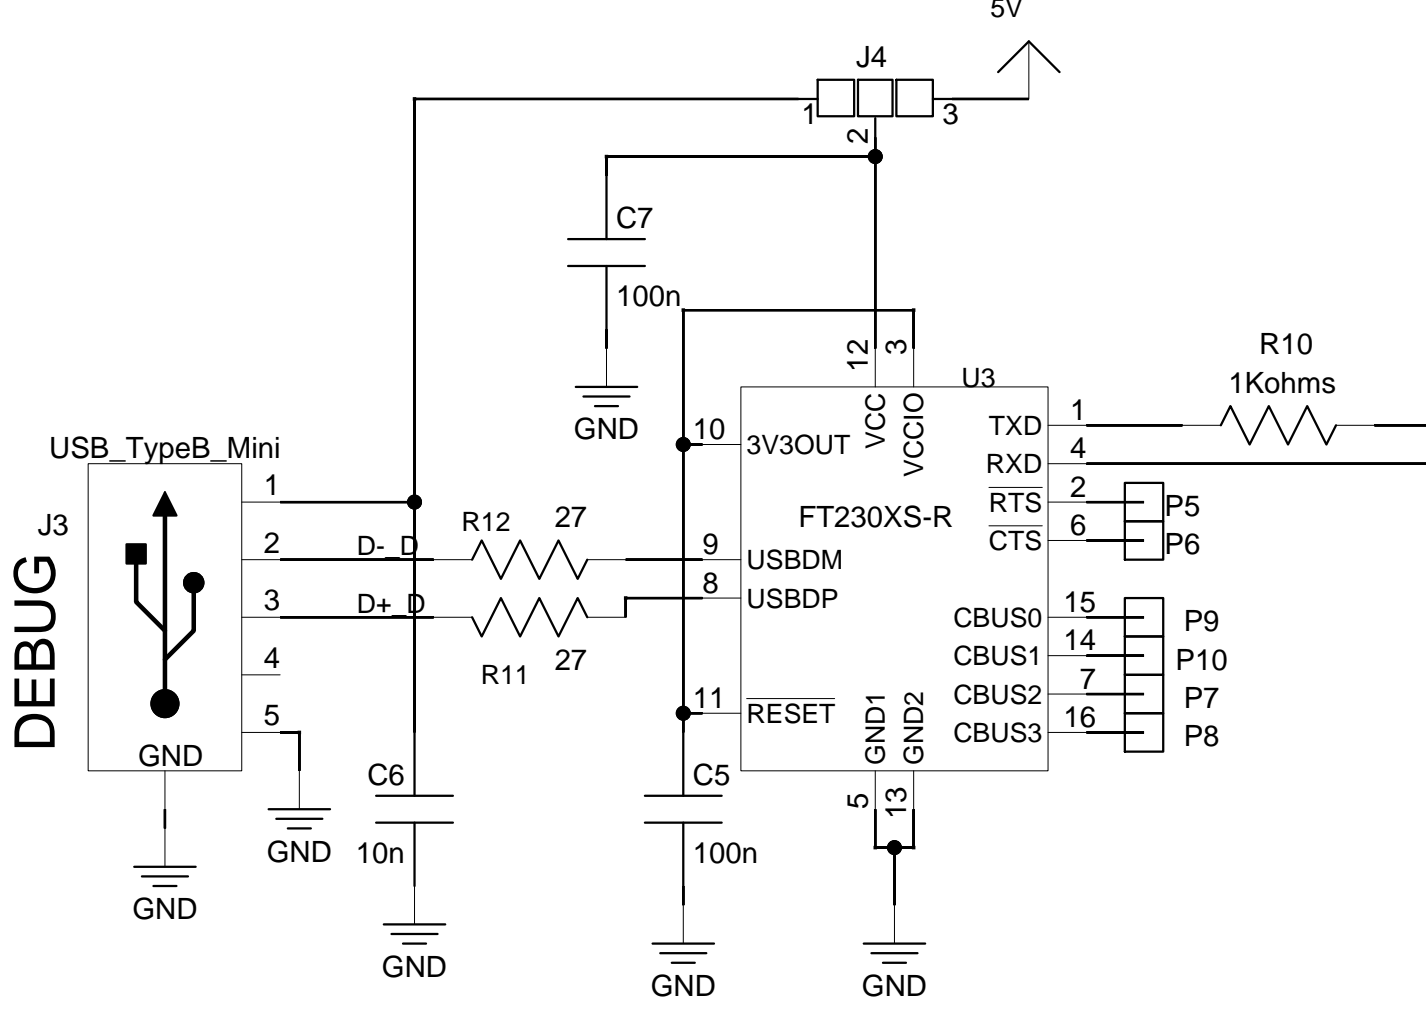 5V
J4
1
3
2
C7
100n
12
3
U3
R10
1Kohms
VCC
VCCIO
TXD
1
10
3V3OUT
USB_TypeB_Mini
RXD
4
1
RTS
2
P5
J3
R12
27
FT230XS-R
CTS
6
P6
2
D-_D
9
USBDM
DEBUG
3
D+_D
8
USBDP
CBUS0
15
P9
4
R11
27
CBUS1
14
P10
5
11
RESET
GND1
GND2
CBUS2
7
P7
CBUS3
16
P8
GND
C6
C5
5
13
GND
10n
100n
GND
GND
GND
GND
GND